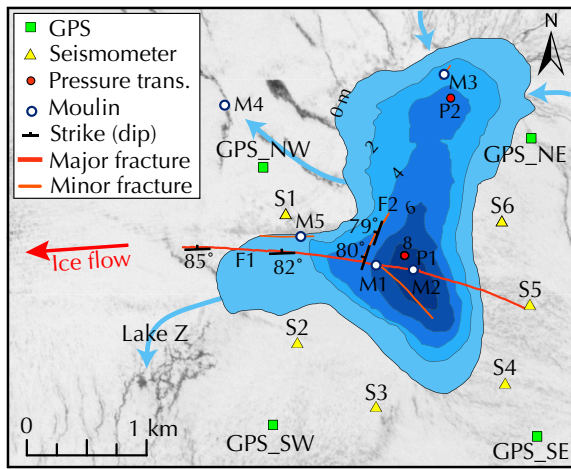 GPS
Seismometer
Pressure trans.
Moulin
Strike (dip)
Major fracture
Minor fracture
N
M3
P2
M4
0 m
2
4
6
8
GPS_NW
GPS_NE
S1
M5
F2
79°
80°
S6
85°
F1
82°
P1
M1
M2
Ice flow
S5
Lake Z
S2
S4
S3
0
1 km
GPS_SW
GPS_SE